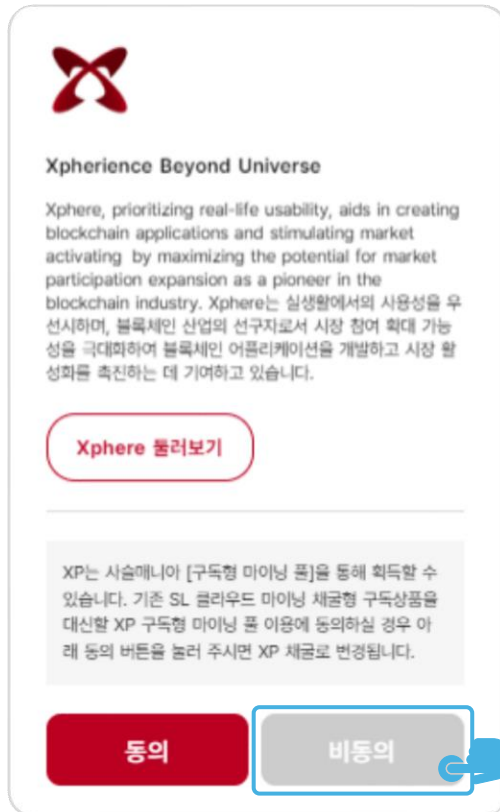 Xpherience Beyond Universe
Xphere, prioritizing real-life usability, aids in creating
blockchain applications and stimulating market
activating by maximizing the potential for market
participation expansion as a pioneer in the
blockchain industry. Xphere는 실생활에서의 사용성을 우
선시하며, 블록체인 산업의 선구자로서 시장 참여 확대 가능
성을 극대화하여 블록체인 어플리케이션을 개발하고 시장 활
성화를 촉진하는 데 기여하고 있습니다.
Xphere 둘러보기
XP는 사슬매니아 [구독형 마이닝 풀]을 통해 획득할 수
있습니다. 기존 SL 클라우드 마이닝 채굴형 구독상품을
대신할 XP 구독형 마이닝 풀 이용에 동의하실 경우 아
래 동의 버튼을 눌러 주시면 XP 채굴로 변경됩니다.
동의
비동의